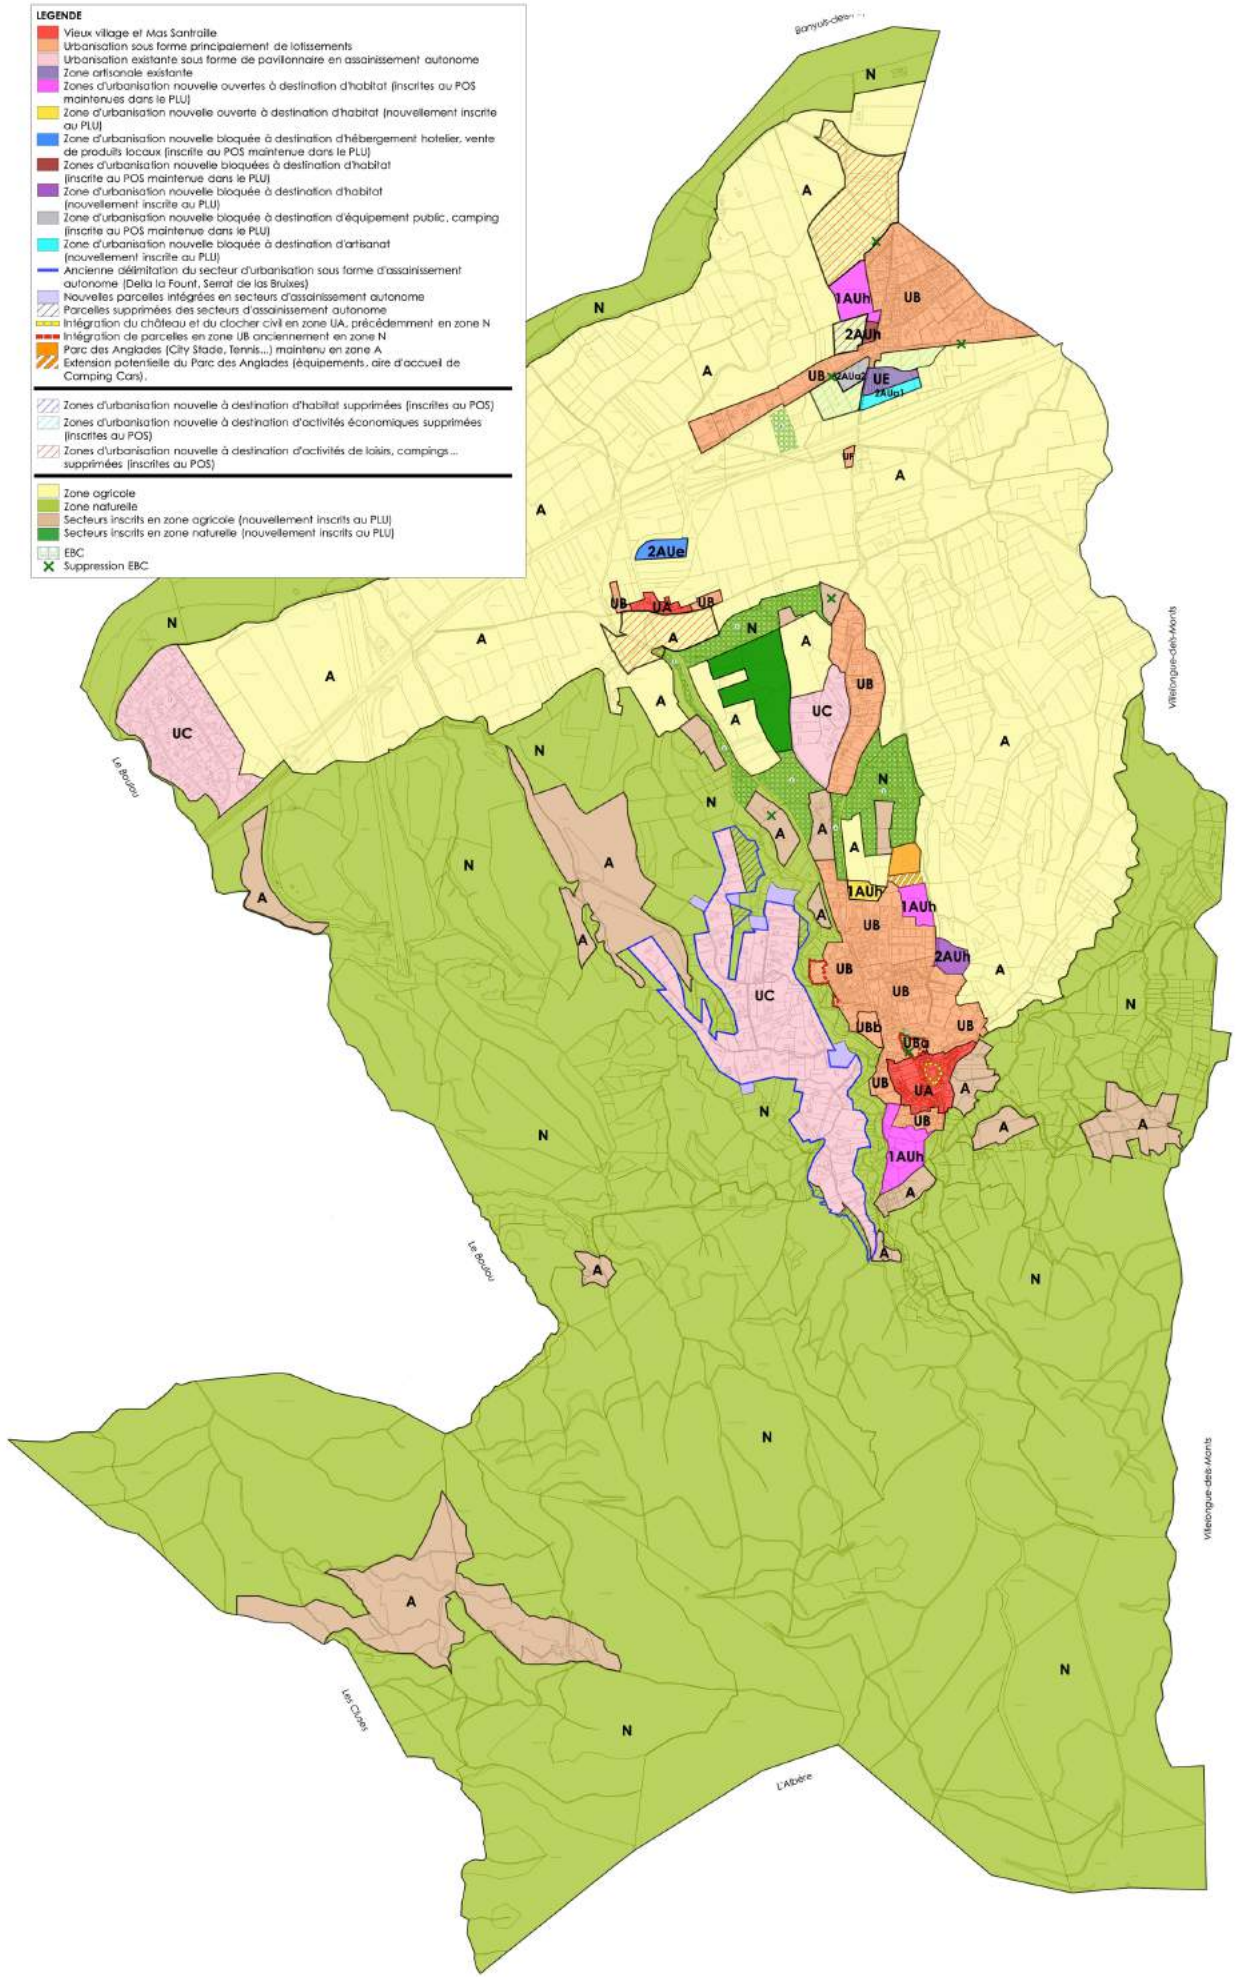 LEGENDE
Vieux village et Mas Santraille
Urbanisation sous forme principalement de lotissements
Urbanisation existante sous forme de pavillonnaire en assainissement autonome
Zone artisanale existante
Zones d'urbanisation nouvelle ouvertes à destination d'habitat (inscrites au POS
maintenues dans le PLU)
Zone d'urbanisation nouvelle ouverte à destination d'habitat (nouvellement inscrite
au PLU)
Zone d'urbanisation nouvelle bloquée à destination d'hébergement hotelier, vente
de produits locaux (inscrite au POS maintenue dans le PLU)
Zones d'urbanisation nouvelle bloquées à destination d'habitat
(inscrite au POS maintenue dans le PLU)
Zone d'urbanisation nouvelle bloquée à destination d'habitat
(nouvellement inscrite au PLU)
Zone d'urbanisation nouvelle bloquée à destination d'équipement public, camping
(inscrite au POS maintenue dans le PLU)
Zone d'urbanisation nouvelle bloquée à destination d'artisanat
(nouvellement inscrite au PLU)
Ancienne délimitation du secteur d'urbanisation sous forme d'assainissement
autonome (Della la Fount, Serrat de las Bruixes)
Nouvelles parcelles intégrées en secteurs d'assainissement autonome
Parcelles supprimées des secteurs d'assainissement autonome
Intégration du château et du clocher civil en zone UA, précédemment en zone N
Intégration de parcelles en zone UB anciennement en zone N
Parc des Anglades (City Stade, Tennis...) maintenu en zone A
Extension potentielle du Parc des Anglades (équipements, aire d'accueil de
Camping Cars).
Zones d'urbanisation nouvelle à destination d'habitat supprimées (inscrites au POS)
Zones d'urbanisation nouvelle à destination d'activités économiques supprimées
(inscrites au POS)
Zones d'urbanisation nouvelle à destination d'activités de loisirs, campings...
supprimées (inscrites au POS)
Zone agricole
Zone naturelle
Secteurs inscrits en zone agricole (nouvellement inscrits au PLU)
Secteurs inscrits en zone naturelle (nouvellement inscrits au PLU)
EBC
Suppression EBC
N
A
1AUh
UB
N
2AUh
A
UB
2AUa2
UE
2AUa1
A
A
2AUe
UB
UA
UB
N
N
A
A
A
A
Villelongue-dels-Monts
A
UB
A
UC
A
UC
A
N
Le Boulou
N
N
A
A
A
A
N
A
1AUh
1AUh
A
A
UB
A
2AUh
UB
A
UC
UB
N
UBb
UB
UBa
UB
UA
A
N
UB
A
A
N
1AUh
A
A
Le Boulou
A
N
N
Villelongue-dels-Monts
A
N
Les Cluses
N
L'Albère